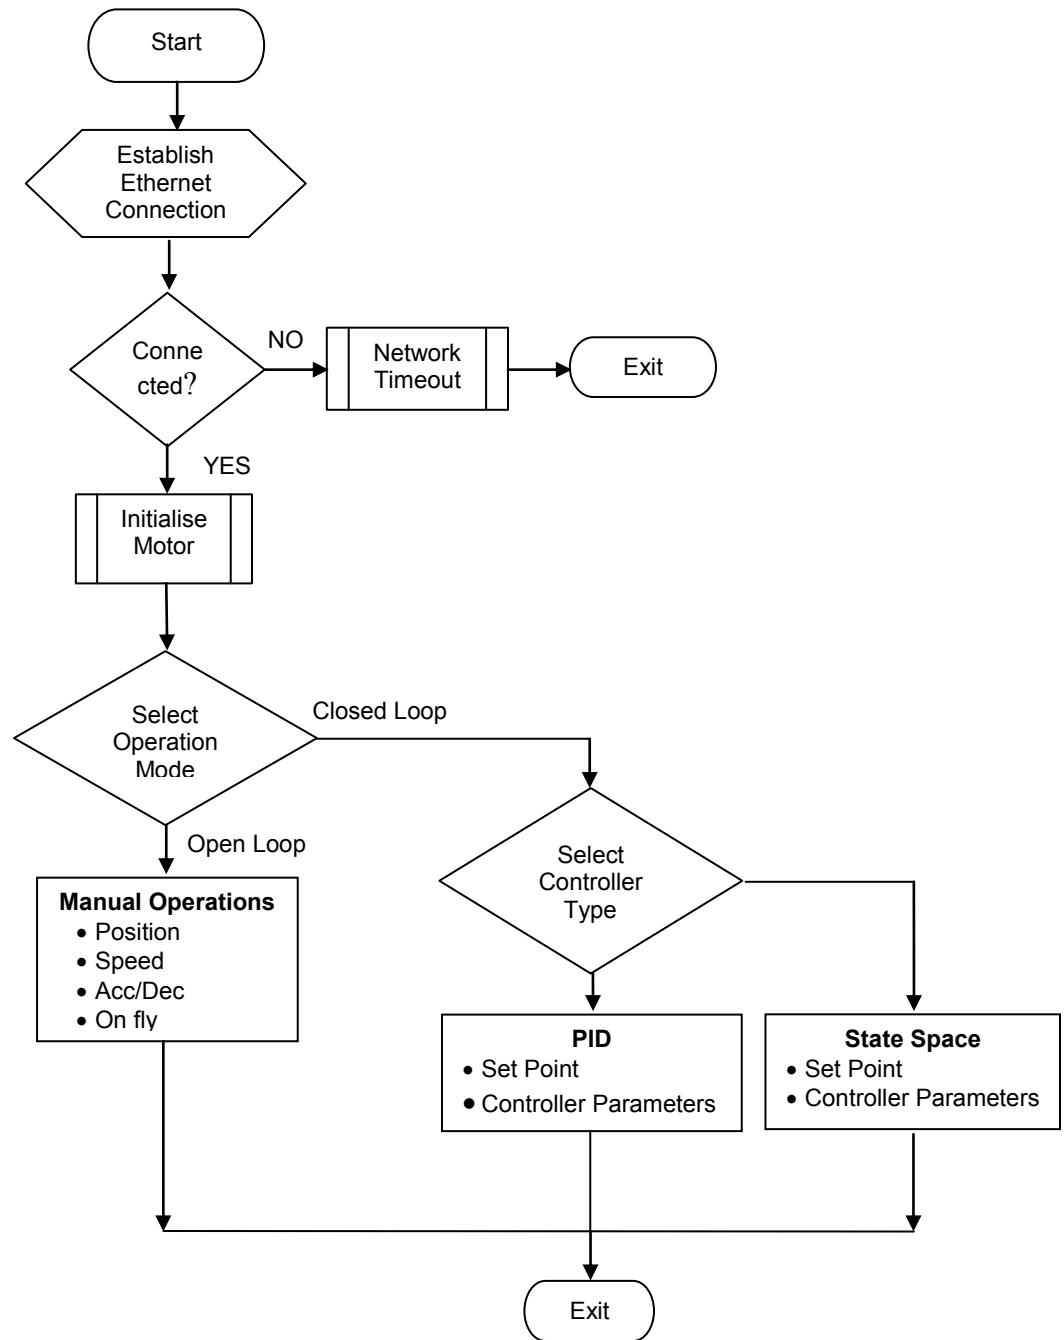 Start
Establish
Ethernet
Connection
Conne
cted?
NO
Network
Timeout
Exit
YES
Initialise
Motor
Select
Operation
Mode
Closed Loop
Open Loop
Select
Controller
Type
Manual Operations
• Position
• Speed
• Acc/Dec
• On fly
PID
• Set Point
• Controller Parameters
State Space
• Set Point
• Controller Parameters
Exit